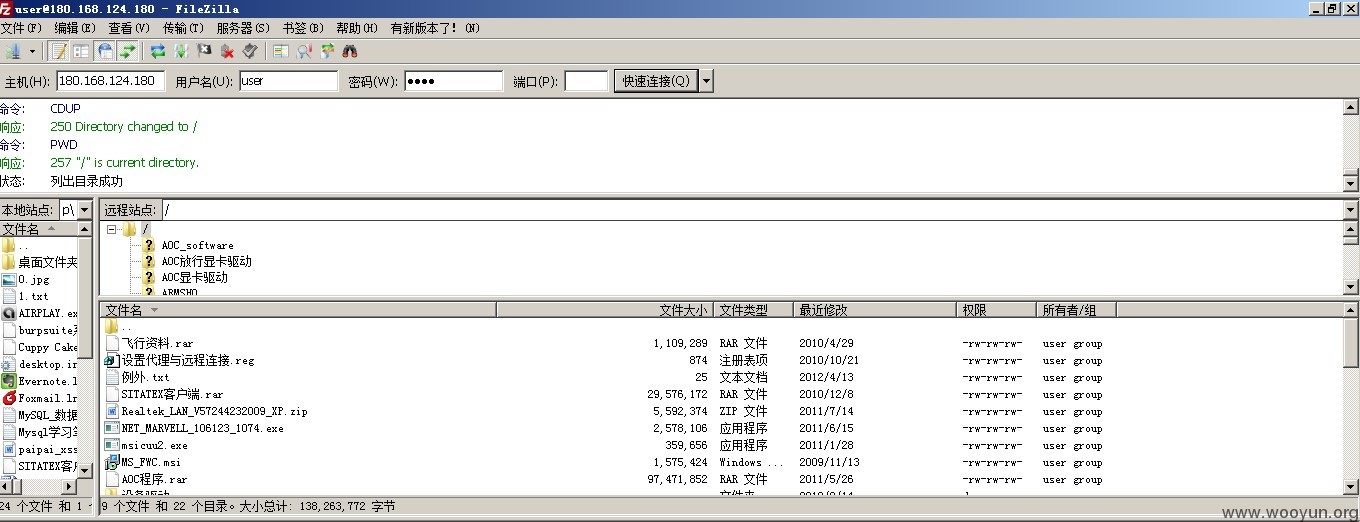 user@180.168.124.180 - FileZilla
文件(F) 编辑(E) 查看(V) 传输(T) 服务器(S) 书签(B) 帮助(H) 有新版本了！(N)
主机(H): 180.168.124.180 用户名(U): user 密码(W): ●●●● 端口(P): 快速连接(Q)
命令: CDUP
响应: 250 Directory changed to /
命令: PWD
响应: 257 "/" is current directory.
状态: 列出目录成功
本地站点: p\
文件名
..
桌面文件夹
0.jpg
1.txt
AIRPLAY.ex
burpsuite
Cuppy Cake
desktop.in
Evernote.l
Foxmail.ln
MySQL_数据
Mysql学习
paipai_xss
SITATEX客
24 个文件 和 1
远程站点: /
/
AOC_software
AOC放行显卡驱动
AOC显卡驱动
文件名 文件大小 文件类型 最近修改 权限 所有者/组
..
飞行资料.rar 1,109,289 RAR 文件 2010/4/29 -rw-rw-rw- user group
设置代理与远程连接.reg 874 注册表项 2010/10/21 -rw-rw-rw- user group
例外.txt 25 文本文档 2012/4/13 -rw-rw-rw- user group
SITATEX客户端.rar 29,576,172 RAR 文件 2010/12/8 -rw-rw-rw- user group
Realtek_LAN_V57244232009_XP.zip 5,592,374 ZIP 文件 2011/7/14 -rw-rw-rw- user group
NET_MARVELL_106123_1074.exe 2,578,106 应用程序 2011/6/15 -rw-rw-rw- user group
msicuu2.exe 359,656 应用程序 2011/1/28 -rw-rw-rw- user group
MS_FWC.msi 1,575,424 Windows ... 2009/11/13 -rw-rw-rw- user group
AOC程序.rar 97,471,852 RAR 文件 2011/5/26 -rw-rw-rw- user group
9 个文件 和 22 个目录。大小总计: 138,263,772 字节
www.wooyun.org